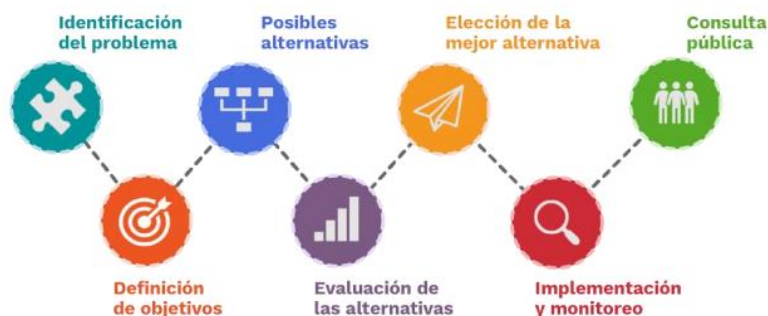 Identificación
del problema
Posibles
alternativas
Elección de la
mejor alternativa
Consulta
pública
Definición
de objetivos
Evaluación de
las alternativas
Implementación
y monitoreo